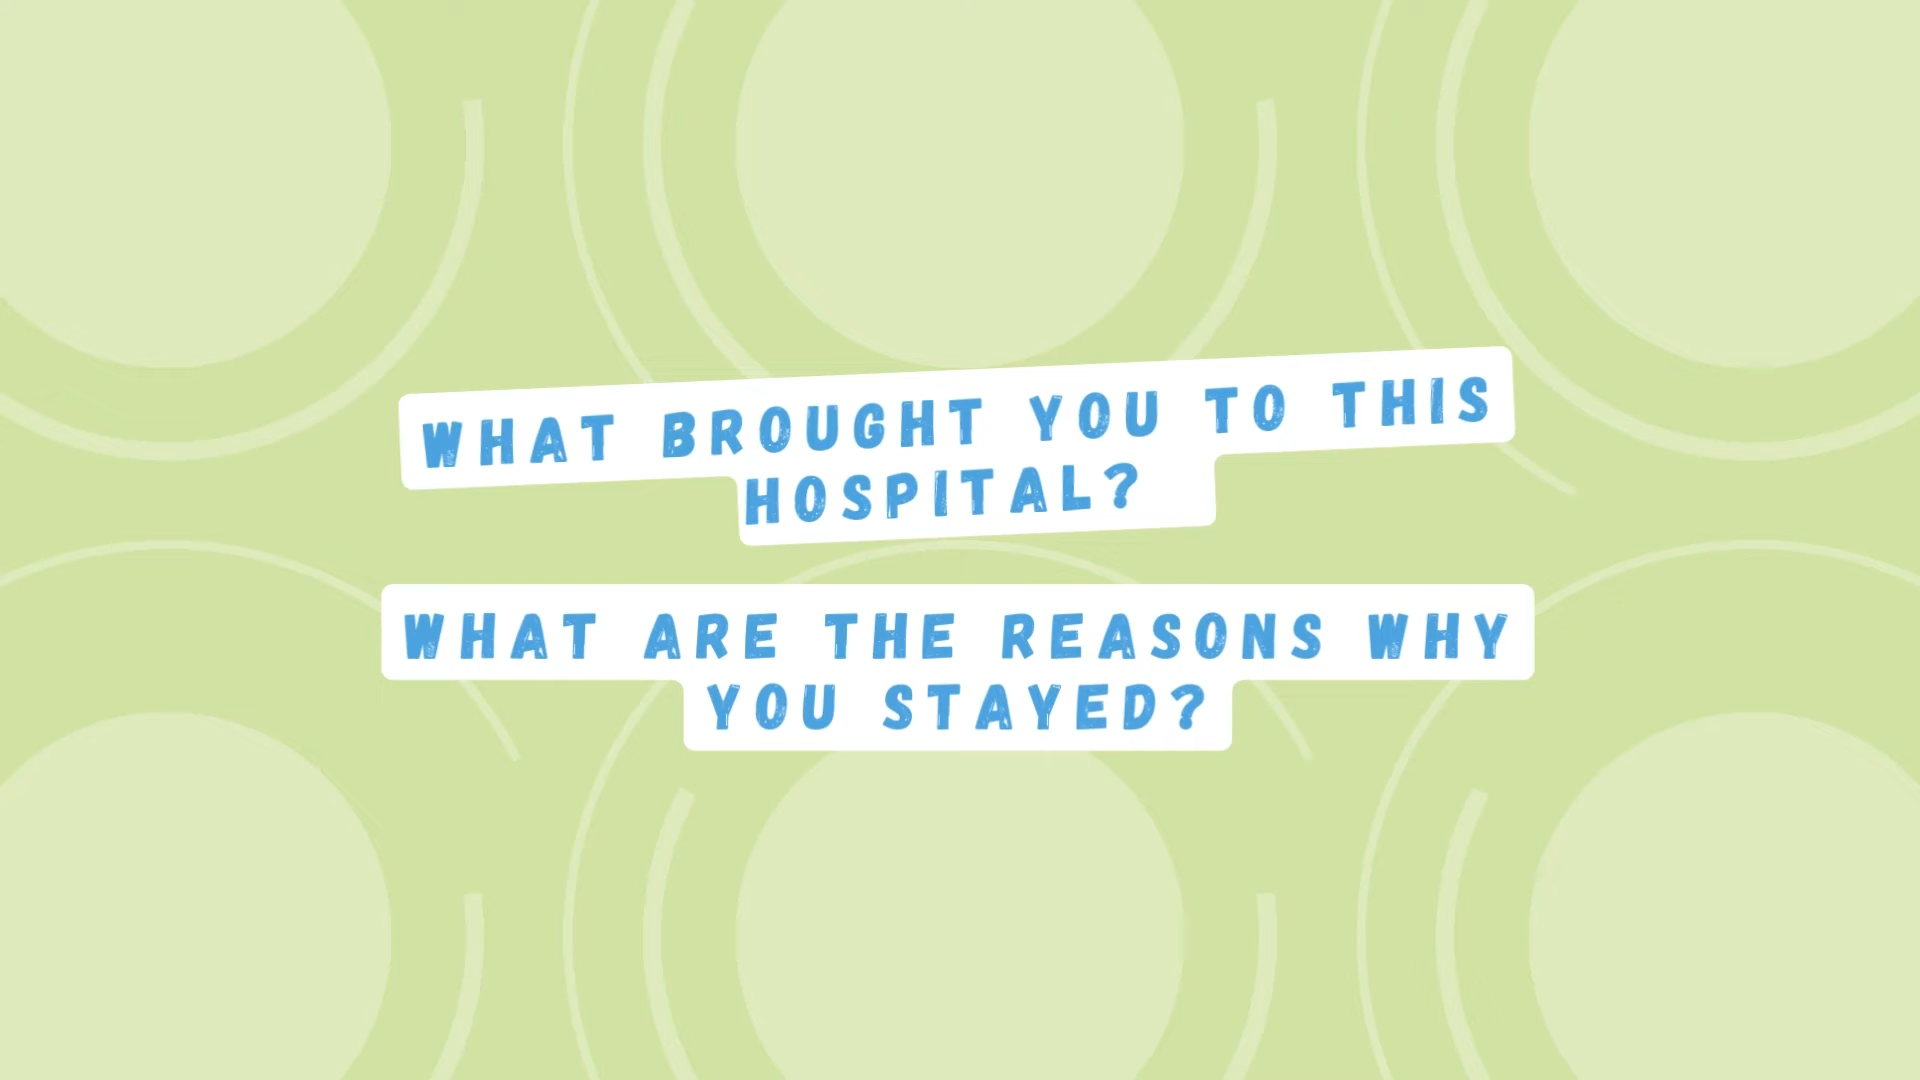 WHAT BROUGHT YOU TO THIS
HOSPITAL?
WHAT ARE THE REASONS WHY
YOU STAYED?